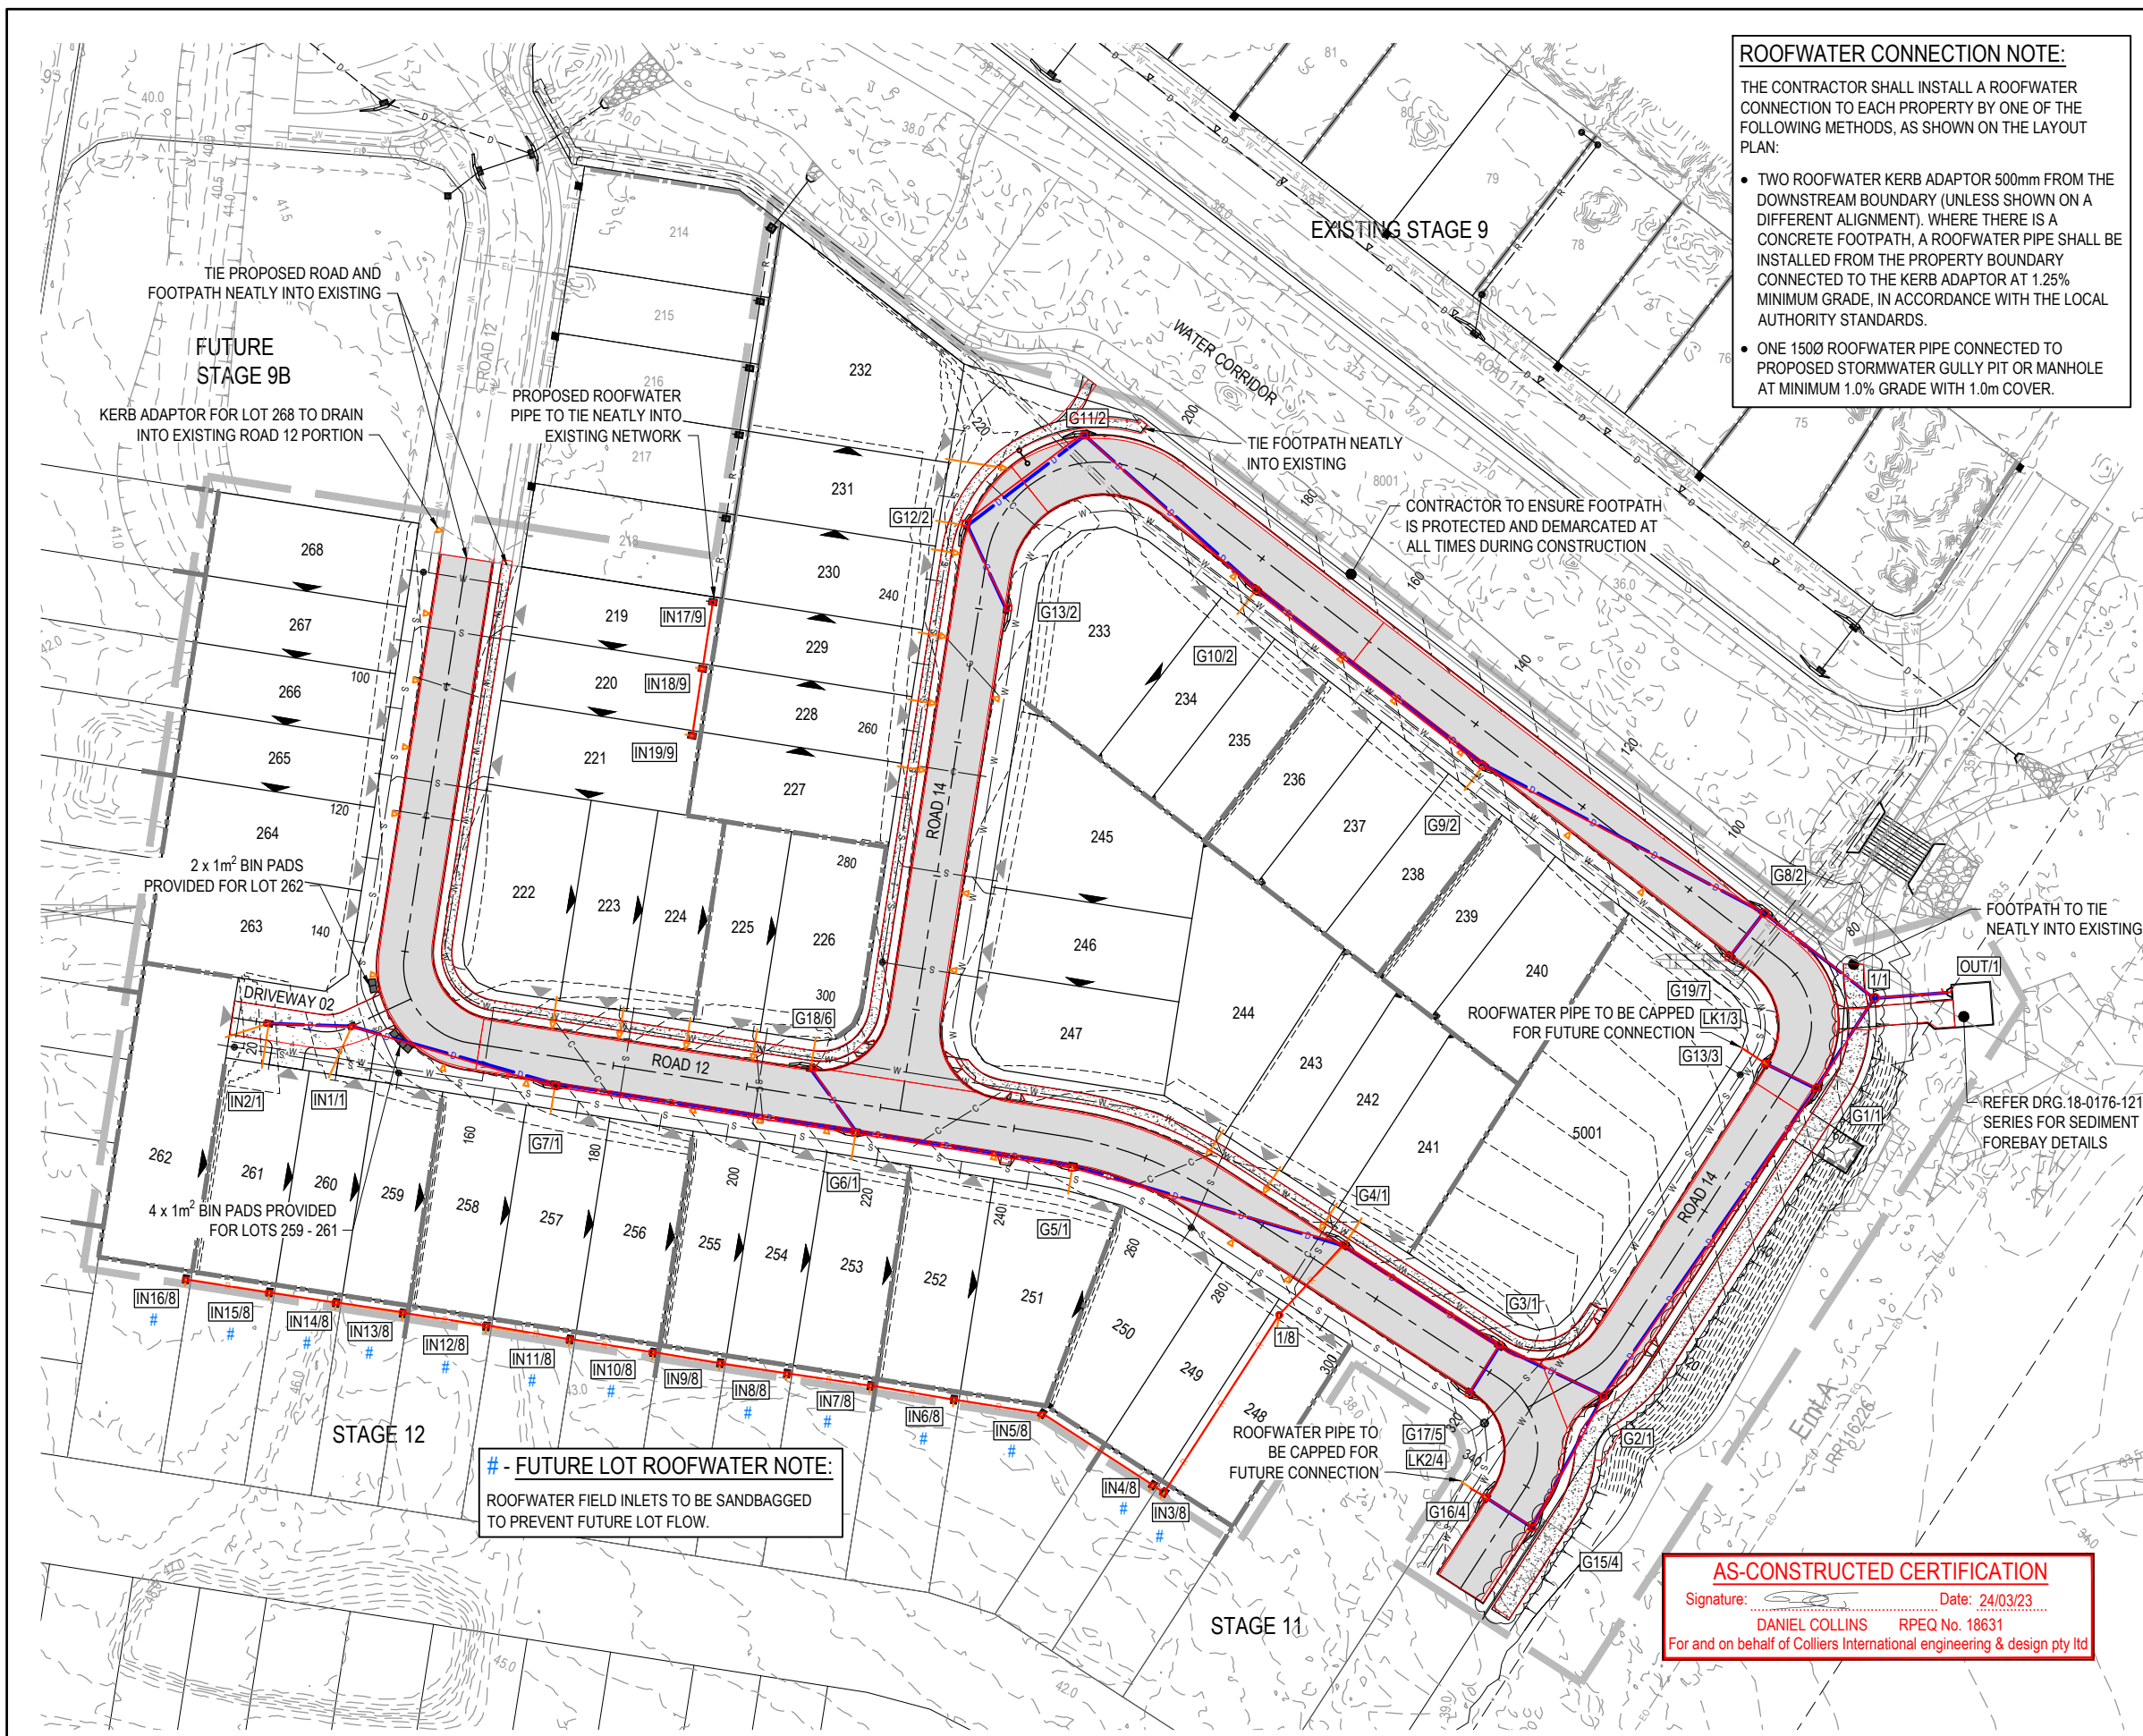 ROOFWATER CONNECTION NOTE:
THE CONTRACTOR SHALL INSTALL A ROOFWATER
CONNECTION TO EACH PROPERTY BY ONE OF THE
FOLLOWING METHODS, AS SHOWN ON THE LAYOUT
PLAN:
• TWO ROOFWATER KERB ADAPTOR 500mm FROM THE
DOWNSTREAM BOUNDARY (UNLESS SHOWN ON A
DIFFERENT ALIGNMENT). WHERE THERE IS A
CONCRETE FOOTPATH, A ROOFWATER PIPE SHALL BE
INSTALLED FROM THE PROPERTY BOUNDARY
CONNECTED TO THE KERB ADAPTOR AT 1.25%
MINIMUM GRADE, IN ACCORDANCE WITH THE LOCAL
AUTHORITY STANDARDS.
• ONE 150Ø ROOFWATER PIPE CONNECTED TO
PROPOSED STORMWATER GULLY PIT OR MANHOLE
AT MINIMUM 1.0% GRADE WITH 1.0m COVER.
EXISTING STAGE 9
WATER CORRIDOR
ROAD 11
TIE PROPOSED ROAD AND
FOOTPATH NEATLY INTO EXISTING
FUTURE
STAGE 9B
ROAD 12
KERB ADAPTOR FOR LOT 268 TO DRAIN
INTO EXISTING ROAD 12 PORTION
PROPOSED ROOFWATER
PIPE TO TIE NEATLY INTO
EXISTING NETWORK
TIE FOOTPATH NEATLY
INTO EXISTING
CONTRACTOR TO ENSURE FOOTPATH
IS PROTECTED AND DEMARCATED AT
ALL TIMES DURING CONSTRUCTION
81
80
79
78
77
76
75
74
8001
214
215
216
217
218
219
220
221
222
223
224
225
226
227
228
229
230
231
232
233
234
235
236
237
238
239
240
241
242
243
244
245
246
247
248
249
250
251
252
253
254
255
256
257
258
259
260
261
262
263
264
265
266
267
268
5001
G11/2
G12/2
G13/2
G10/2
G9/2
G8/2
IN17/9
IN18/9
IN19/9
2 x 1m² BIN PADS
PROVIDED FOR LOT 262
DRIVEWAY 02
ROAD 14
ROAD 12
G18/6
FOOTPATH TO TIE
NEATLY INTO EXISTING
OUT/1
1/1
G19/7
ROOFWATER PIPE TO BE CAPPED
FOR FUTURE CONNECTION
LK1/3
G13/3
G1/1
REFER DRG.18-0176-121
SERIES FOR SEDIMENT
FOREBAY DETAILS
IN2/1
IN1/1
G7/1
G6/1
G5/1
G4/1
G3/1
ROAD 14
4 x 1m² BIN PADS PROVIDED
FOR LOTS 259 - 261
IN16/8
#
IN15/8
#
IN14/8
#
IN13/8
#
IN12/8
#
IN11/8
#
IN10/8
#
IN9/8
IN8/8
#
IN7/8
#
IN6/8
#
IN5/8
#
IN4/8
#
IN3/8
#
1/8
ROOFWATER PIPE TO
BE CAPPED FOR
FUTURE CONNECTION
G17/5
LK2/4
G16/4
G2/1
G15/4
Emt. A
LRR116226
STAGE 12
STAGE 11
# - FUTURE LOT ROOFWATER NOTE:
ROOFWATER FIELD INLETS TO BE SANDBAGGED
TO PREVENT FUTURE LOT FLOW.
AS-CONSTRUCTED CERTIFICATION
Signature: Date: 24/03/23
DANIEL COLLINS RPEQ No. 18631
For and on behalf of Colliers International engineering & design pty ltd